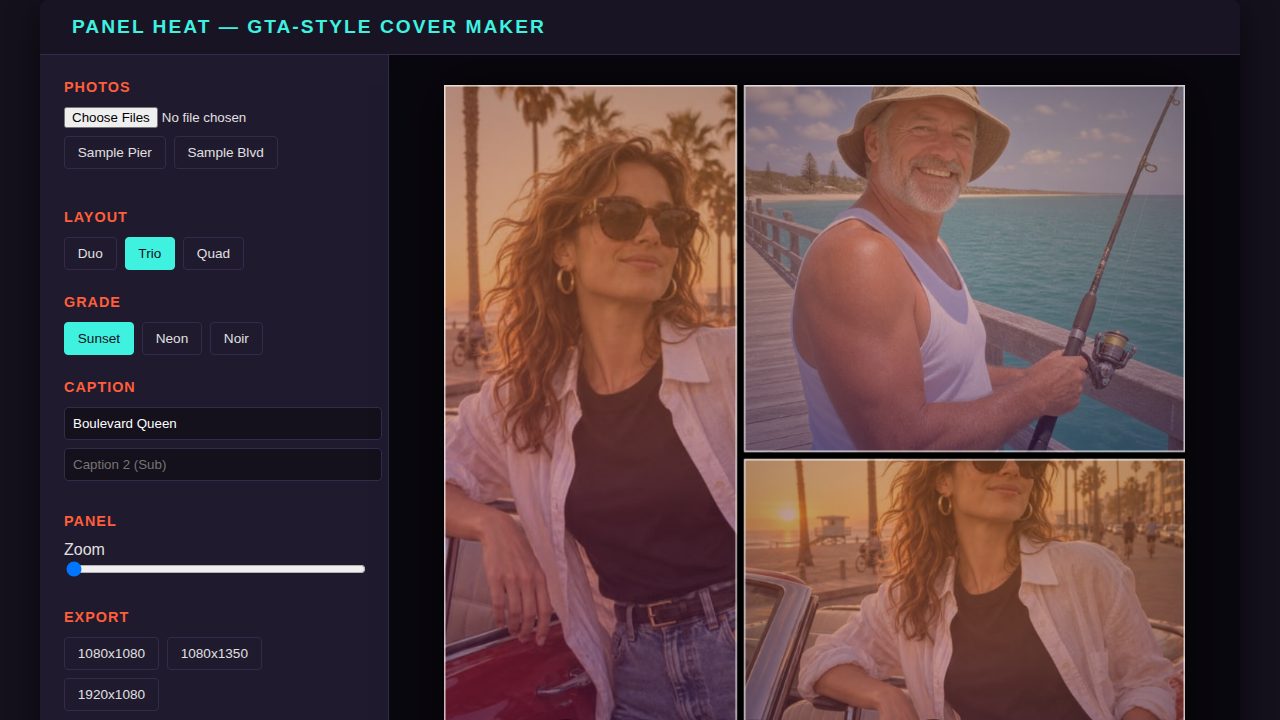 PANEL HEAT — GTA-STYLE COVER MAKER
PHOTOS
Choose Files No file chosen
Sample Pier Sample Blvd
LAYOUT
Duo Trio Quad
GRADE
Sunset Neon Noir
CAPTION
Boulevard Queen
Caption 2 (Sub)
PANEL
Zoom
EXPORT
1080x1080 1080x1350
1920x1080